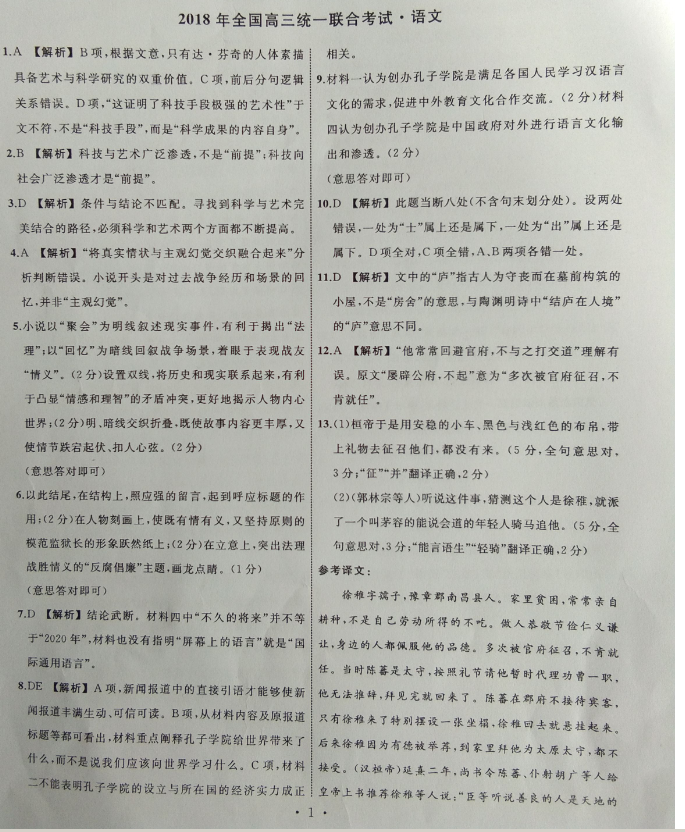 2018年全国高三统一联合考试·语文
1.A 【解析】B项,根据文意,只有达·芬奇的人体素描
具备艺术与科学研究的双重价值。C项,前后分句逻辑
关系错误。D项,“这证明了科技手段极强的艺术性”于
文不符,不是“科技手段”,而是“科学成果的内容自身”。
2.B 【解析】科技与艺术广泛渗透,不是“前提”;科技向
社会广泛渗透才是“前提”。
3.D 【解析】条件与结论不匹配。寻找到科学与艺术完
美结合的路径,必须科学和艺术两个方面都不断提高。
4.A 【解析】“将真实情状与主观幻觉交织融合起来”分
析判断错误。小说开头是对过去战争经历和场景的回
忆,并非“主观幻觉”。
5.小说以“聚会”为明线叙述现实事件,有利于揭出“法
理”;以“回忆”为暗线回叙战争场景,着眼于表现战友
“情义”。(2分)设置双线,将历史和现实联系起来,有利
于凸显“情感和理智”的矛盾冲突,更好地揭示人物内心
世界;(2分)明、暗线交织折叠,既使故事内容更丰厚,又
使情节跌宕起伏、扣人心弦。(2分)
(意思答对即可)
6.以此结尾,在结构上,照应强的留言,起到呼应标题的作
用;(2分)在人物刻画上,使既有情有义,又坚持原则的
模范监狱长的形象跃然纸上;(2分)在立意上,突出法理
战胜情义的“反腐倡廉”主题,画龙点睛。(1分)
(意思答对即可)
7.D 【解析】结论武断。材料四中“不久的将来”并不等
于“2020年”,材料也没有指明“屏幕上的语言”就是“国
际通用语言”。
8.DE 【解析】A项,新闻报道中的直接引语才能够使新
闻报道丰满生动、可信可读。B项,从材料内容及原报道
标题等都可看出,材料重点阐释孔子学院给世界带来了
什么,而不是说我们应该向世界学习什么。C项,材料
二不能表明孔子学院的设立与所在国的经济实力成正
相关。
9.材料一认为创办孔子学院是满足各国人民学习汉语言
文化的需求,促进中外教育文化合作交流。(2分)材料
四认为创办孔子学院是中国政府对外进行语言文化输
出和渗透。(2分)
(意思答对即可)
10.D 【解析】此题当断八处(不含句末划分处)。设两处
错误,一处为“士”属上还是属下,一处为“出”属上还是
属下。D项全对,C项全错,A、B两项各错一处。
11.D 【解析】文中的“庐”指古人为守丧而在墓前构筑的
小屋,不是“房舍”的意思,与陶渊明诗中“结庐在人境”
的“庐”意思不同。
12.A 【解析】“他常常回避官府,不与之打交道”理解有
误。原文“屡辟公府,不起”意为“多次被官府征召,不
肯就任”。
13.(1)桓帝于是用安稳的小车、黑色与浅红色的布帛,带
上礼物去征召他们,都没有来。(5分,全句意思对,
3分;“征”“并”翻译正确,2分)
(2)(郭林宗等人)听说这件事,猜测这个人是徐稚,就派
了一个叫茅容的能说会道的年轻人骑马追他。(5分,全
句意思对,3分;“能言语生”“轻骑”翻译正确,2分)
参考译文:
徐稚字孺子,豫章郡南昌县人。家里贫困,常常亲自
耕种,不是自己劳动所得的不吃。做人恭敬节俭仁义谦
让,身边的人都佩服他的品德。多次被官府征召,不肯就
任。当时陈蕃是太守,按照礼节请他暂时代理功曹一职,
他无法推辞,拜见完就回来了。陈蕃在郡府不接待宾客,
只有徐稚来了特别摆设一张坐榻,徐稚回去就悬挂起来。
后来徐稚因为有德被举荐,到家里拜他为太原太守,都不
接受。(汉桓帝)延熹二年,尚书令陈蕃、仆射胡广等人给
皇帝上书推荐徐稚等人说:“臣等听说善良的人是天地的
·1·